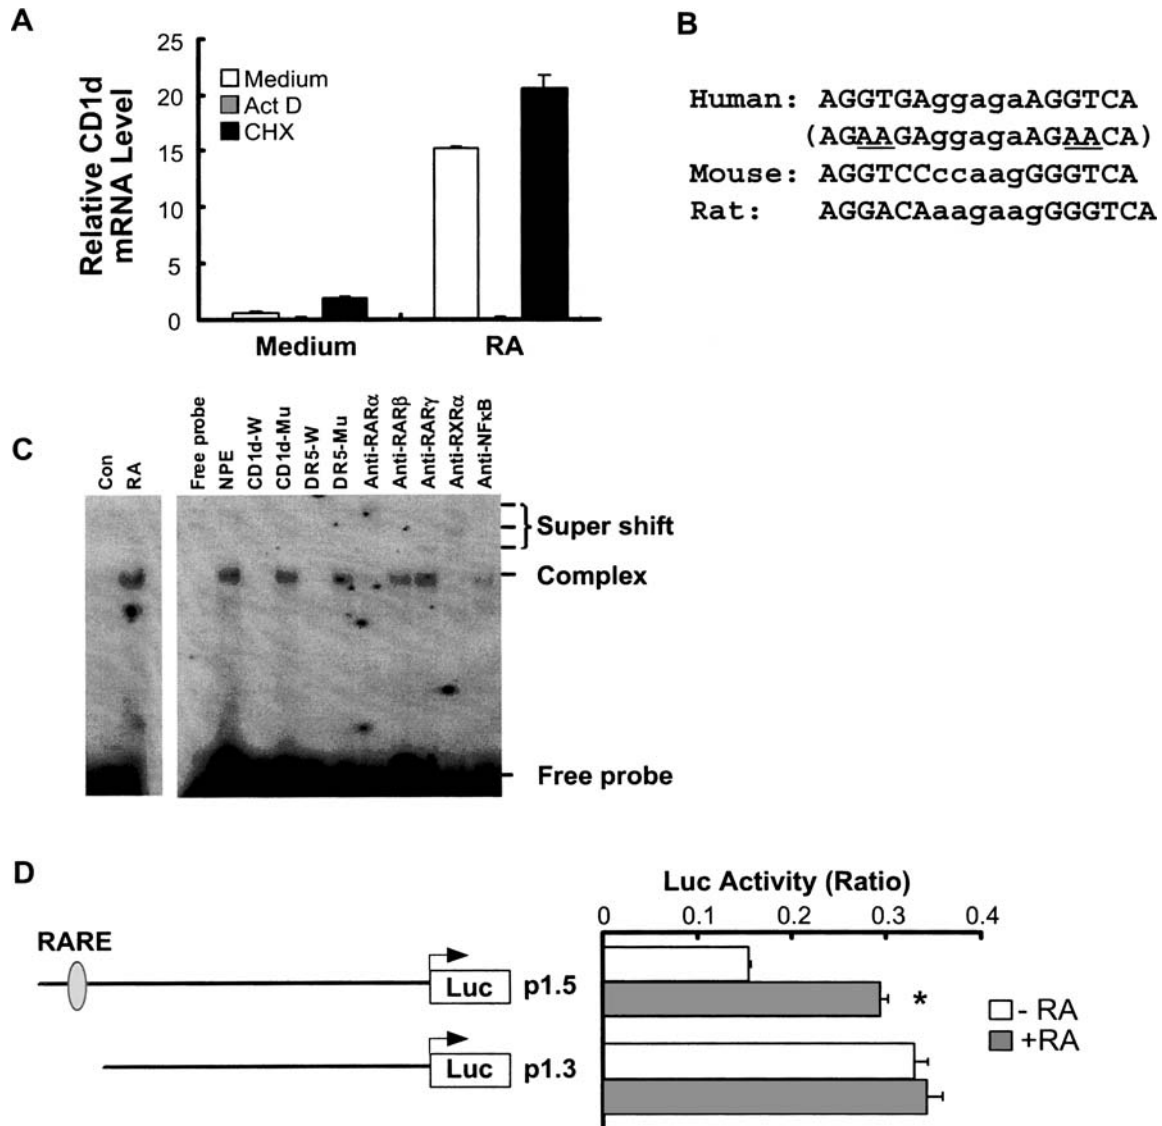 A
Relative CD1d
mRNA Level
25
20
15
10
5
0
Medium
Act D
CHX
Medium
RA
B
Human: AGGTGAggagaAGGTCA
(AGAAGAggagaAGAACA)
Mouse: AGGTCCccaagGGGTCA
Rat: AGGACAaagaagGGGTCA
C
Con
RA
Free probe
NPE
CD1d-W
CD1d-Mu
DR5-W
DR5-Mu
Anti-RARα
Anti-RARβ
Anti-RARγ
Anti-RXRα
Anti-NFκB
Super shift
Complex
Free probe
D
Luc Activity (Ratio)
0 0.1 0.2 0.3 0.4
RARE
Luc p1.5
*
- RA
+RA
Luc p1.3